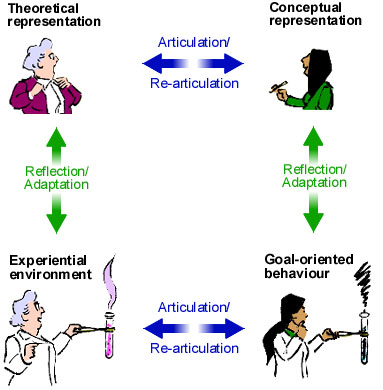 Theoretical
representation
Conceptual
representation
Articulation/
Re-articulation
Reflection/
Adaptation
Reflection/
Adaptation
Experiential
environment
Goal-oriented
behaviour
Articulation/
Re-articulation